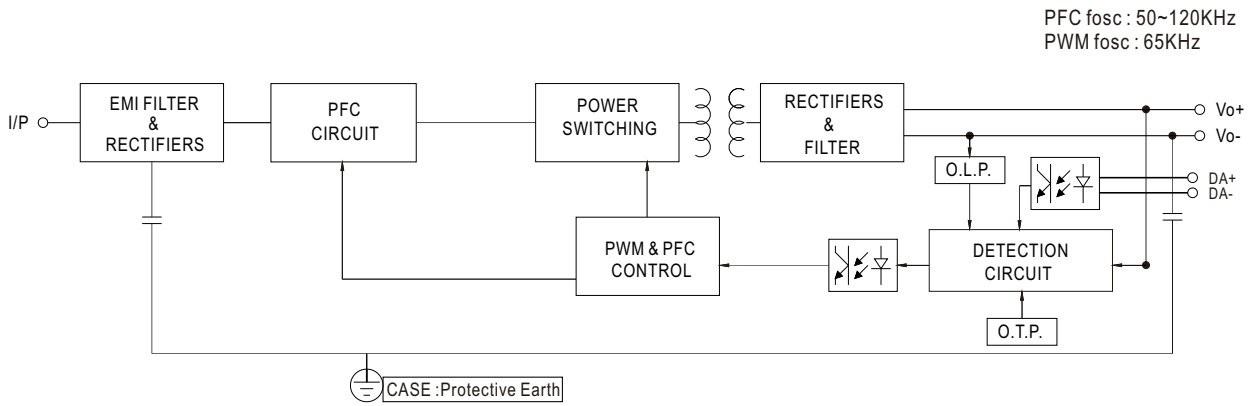 PFC fosc : 50~120KHz
PWM fosc : 65KHz
I/P
EMI FILTER
&
RECTIFIERS
PFC
CIRCUIT
POWER
SWITCHING
RECTIFIERS
&
FILTER
Vo+
Vo-
O.L.P.
DA+
DA-
PWM & PFC
CONTROL
DETECTION
CIRCUIT
O.T.P.
CASE :Protective Earth